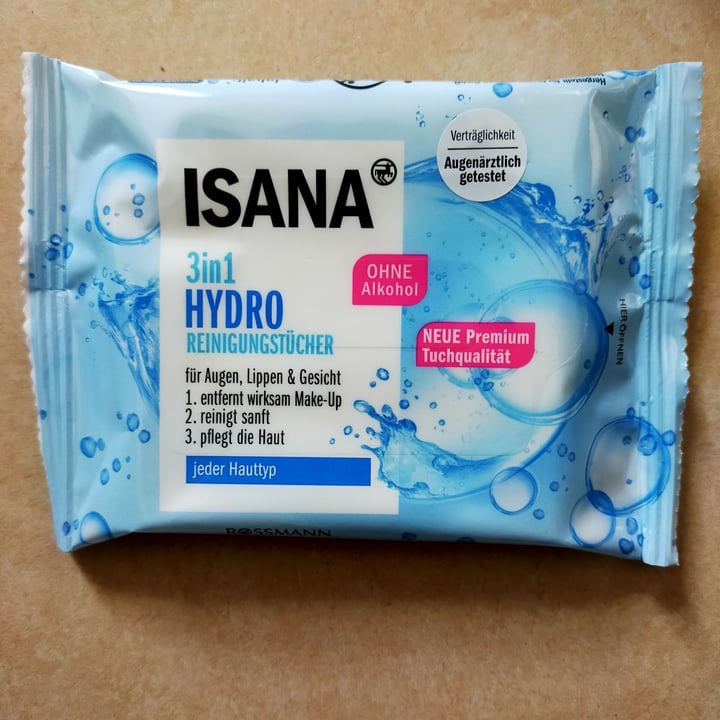 Verträglichkeit
Augenärztlich
getestet
ISANA
3in1
HYDRO
REINIGUNGSTÜCHER
OHNE
Alkohol
NEUE Premium
Tuchqualität
für Augen, Lippen & Gesicht
1. entfernt wirksam Make-Up
2. reinigt sanft
3. pflegt die Haut
jeder Hauttyp
HIER ÖFFNEN
ROSSMANN